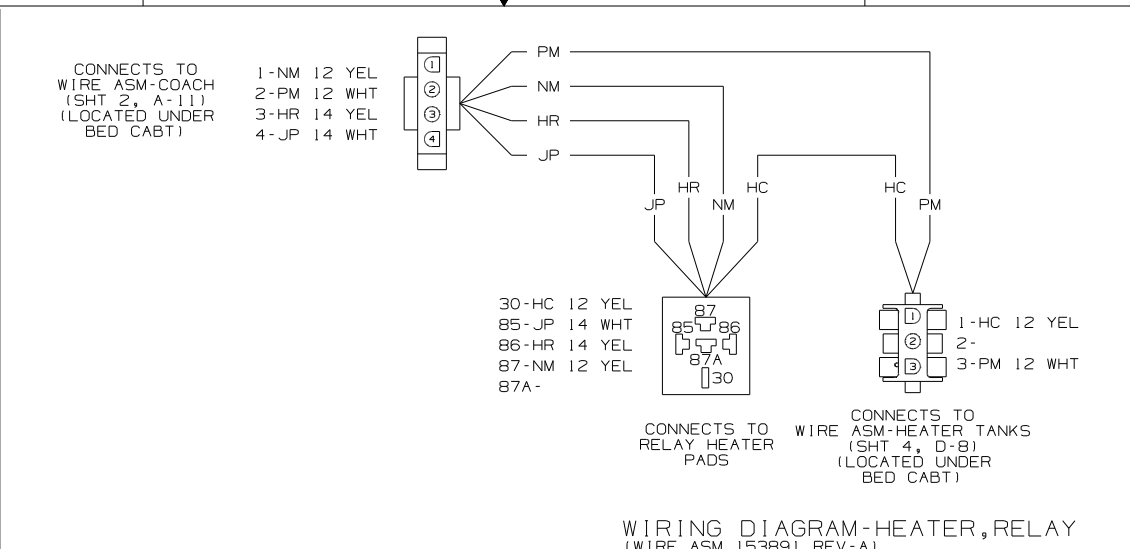 CONNECTS TO
WIRE ASM-COACH
(SHT 2, A-11)
(LOCATED UNDER
BED CABT)
1-NM 12 YEL
2-PM 12 WHT
3-HR 14 YEL
4-JP 14 WHT
1
2
3
4
PM
NM
HR
JP
JP
HR
NM
HC
HC
PM
30-HC 12 YEL
85-JP 14 WHT
86-HR 14 YEL
87-NM 12 YEL
87A-
87
85
86
87A
30
CONNECTS TO
RELAY HEATER
PADS
1
2
3
1-HC 12 YEL
2-
3-PM 12 WHT
CONNECTS TO
WIRE ASM-HEATER TANKS
(SHT 4, D-8)
(LOCATED UNDER
BED CABT)
WIRING DIAGRAM-HEATER,RELAY
(WIRE ASM 153891 REV-A)